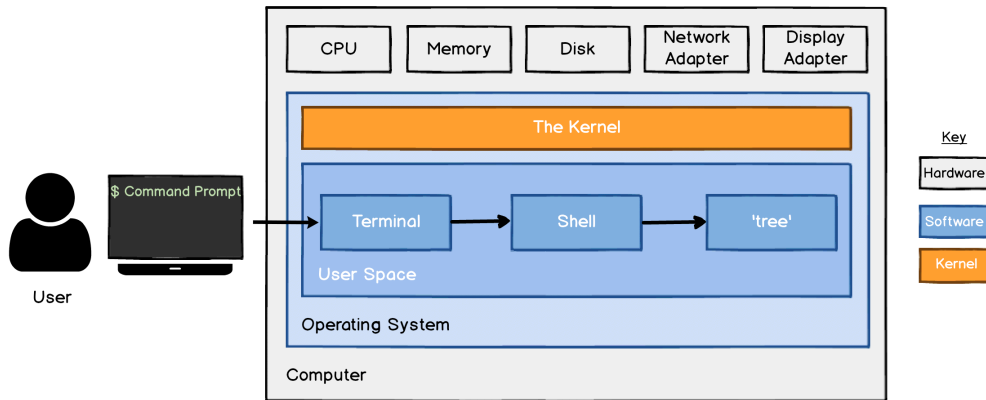 CPU
Memory
Disk
Network
Adapter
Display
Adapter
The Kernel
$ Command Prompt
Terminal
Shell
'tree'
User Space
Operating System
Computer
User
Key
Hardware
Software
Kernel